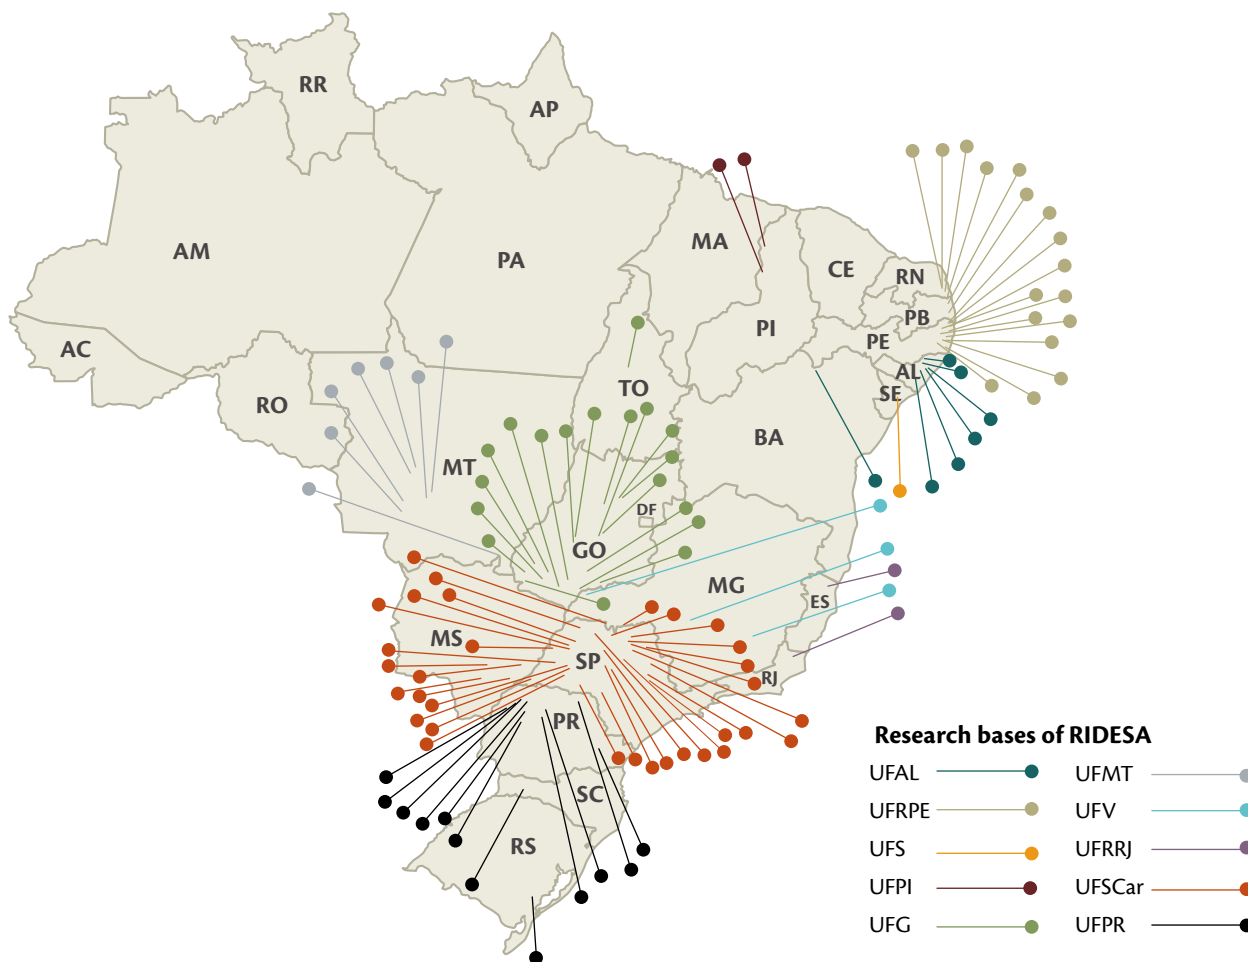 RR
AP
AM
PA
MA
CE
RN
PB
PI
PE
AC
AL
SE
TO
RO
BA
MT
DF
GO
MG
ES
MS
SP
RJ
PR
SC
RS
Research bases of RIDESA
UFAL
UFMT
UFRPE
UFV
UFS
UFRRJ
UFPI
UFSCar
UFG
UFPR